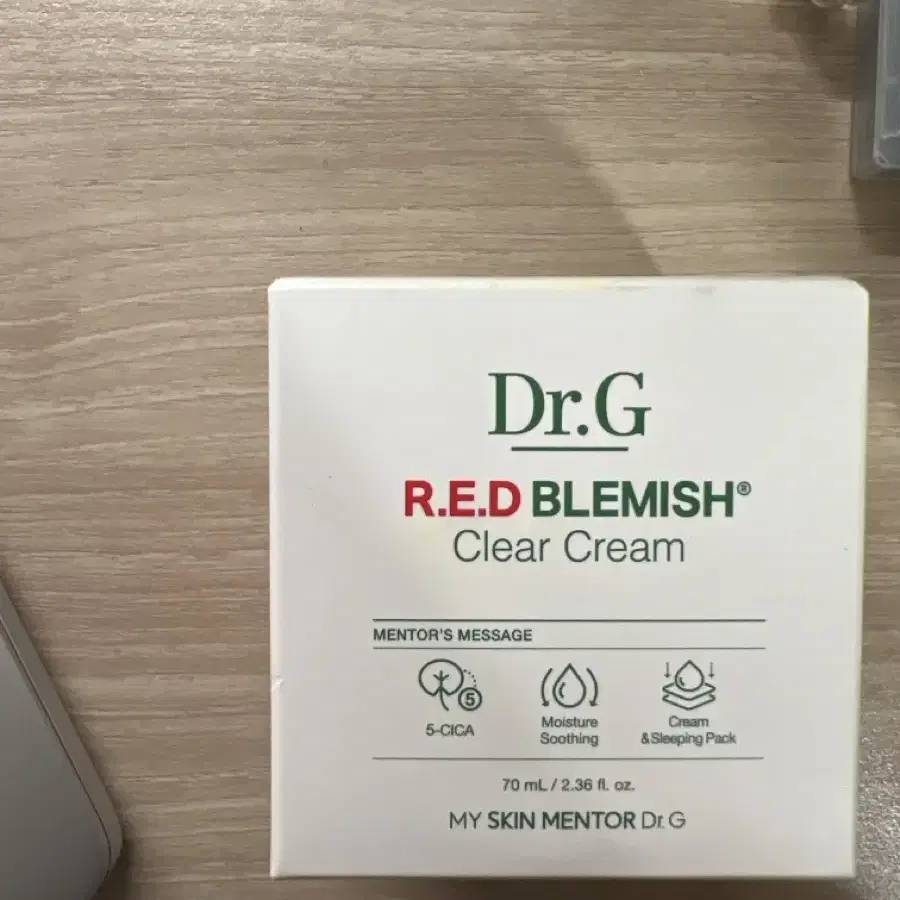 Dr.G
R.E.D BLEMISH®
Clear Cream
MENTOR'S MESSAGE
5
5-CICA
Moisture
Soothing
Cream
&Sleeping Pack
70 mL / 2.36 fl. oz.
MY SKIN MENTOR Dr.G